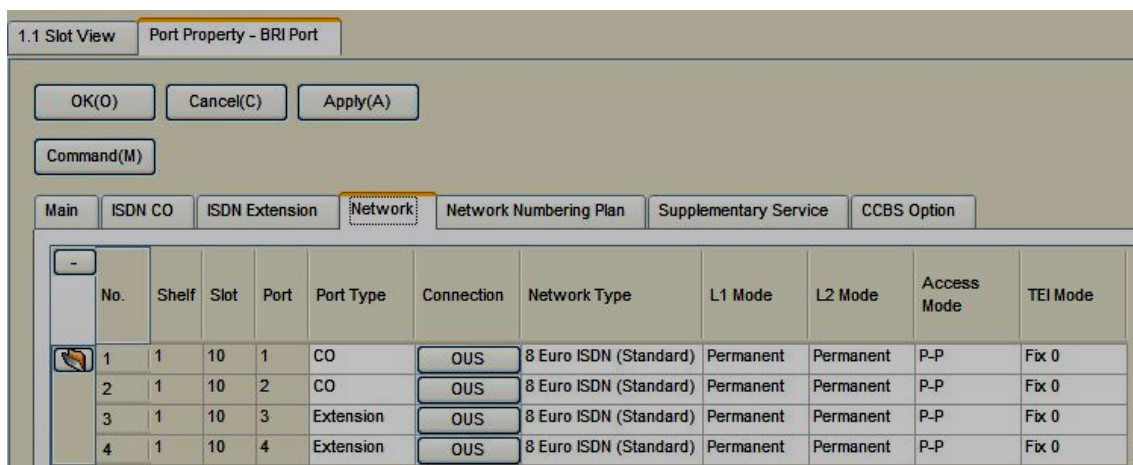 1.1 Slot View Port Property - BRI Port
OK(O) Cancel(C) Apply(A)
Command(M)
Main ISDN CO ISDN Extension Network Network Numbering Plan Supplementary Service CCBS Option
-
No. Shelf Slot Port Port Type Connection Network Type L1 Mode L2 Mode Access Mode TEI Mode
1 1 10 1 CO OUS 8 Euro ISDN (Standard) Permanent Permanent P-P Fix 0
2 1 10 2 CO OUS 8 Euro ISDN (Standard) Permanent Permanent P-P Fix 0
3 1 10 3 Extension OUS 8 Euro ISDN (Standard) Permanent Permanent P-P Fix 0
4 1 10 4 Extension OUS 8 Euro ISDN (Standard) Permanent Permanent P-P Fix 0